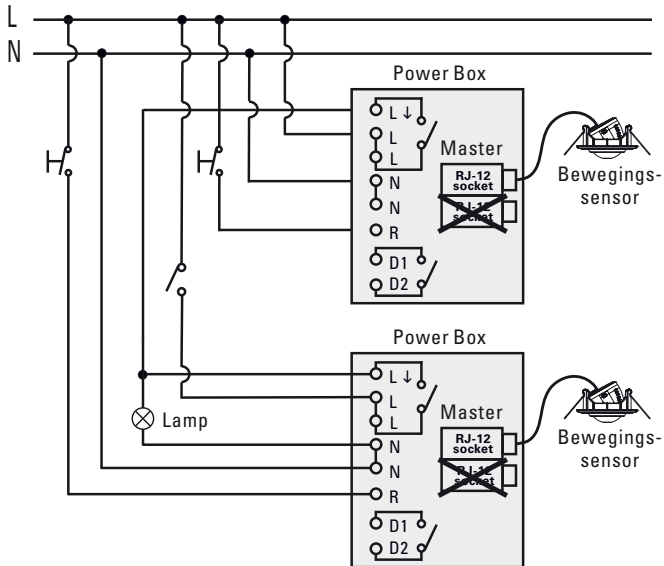 L
N
Power Box
L ↓
L
L
N
N
R
D1
D2
Master
RJ-12
socket
RJ-12
socket
Bewegings-
sensor
Power Box
L ↓
L
L
N
N
R
D1
D2
Master
RJ-12
socket
RJ-12
socket
Bewegings-
sensor
Lamp